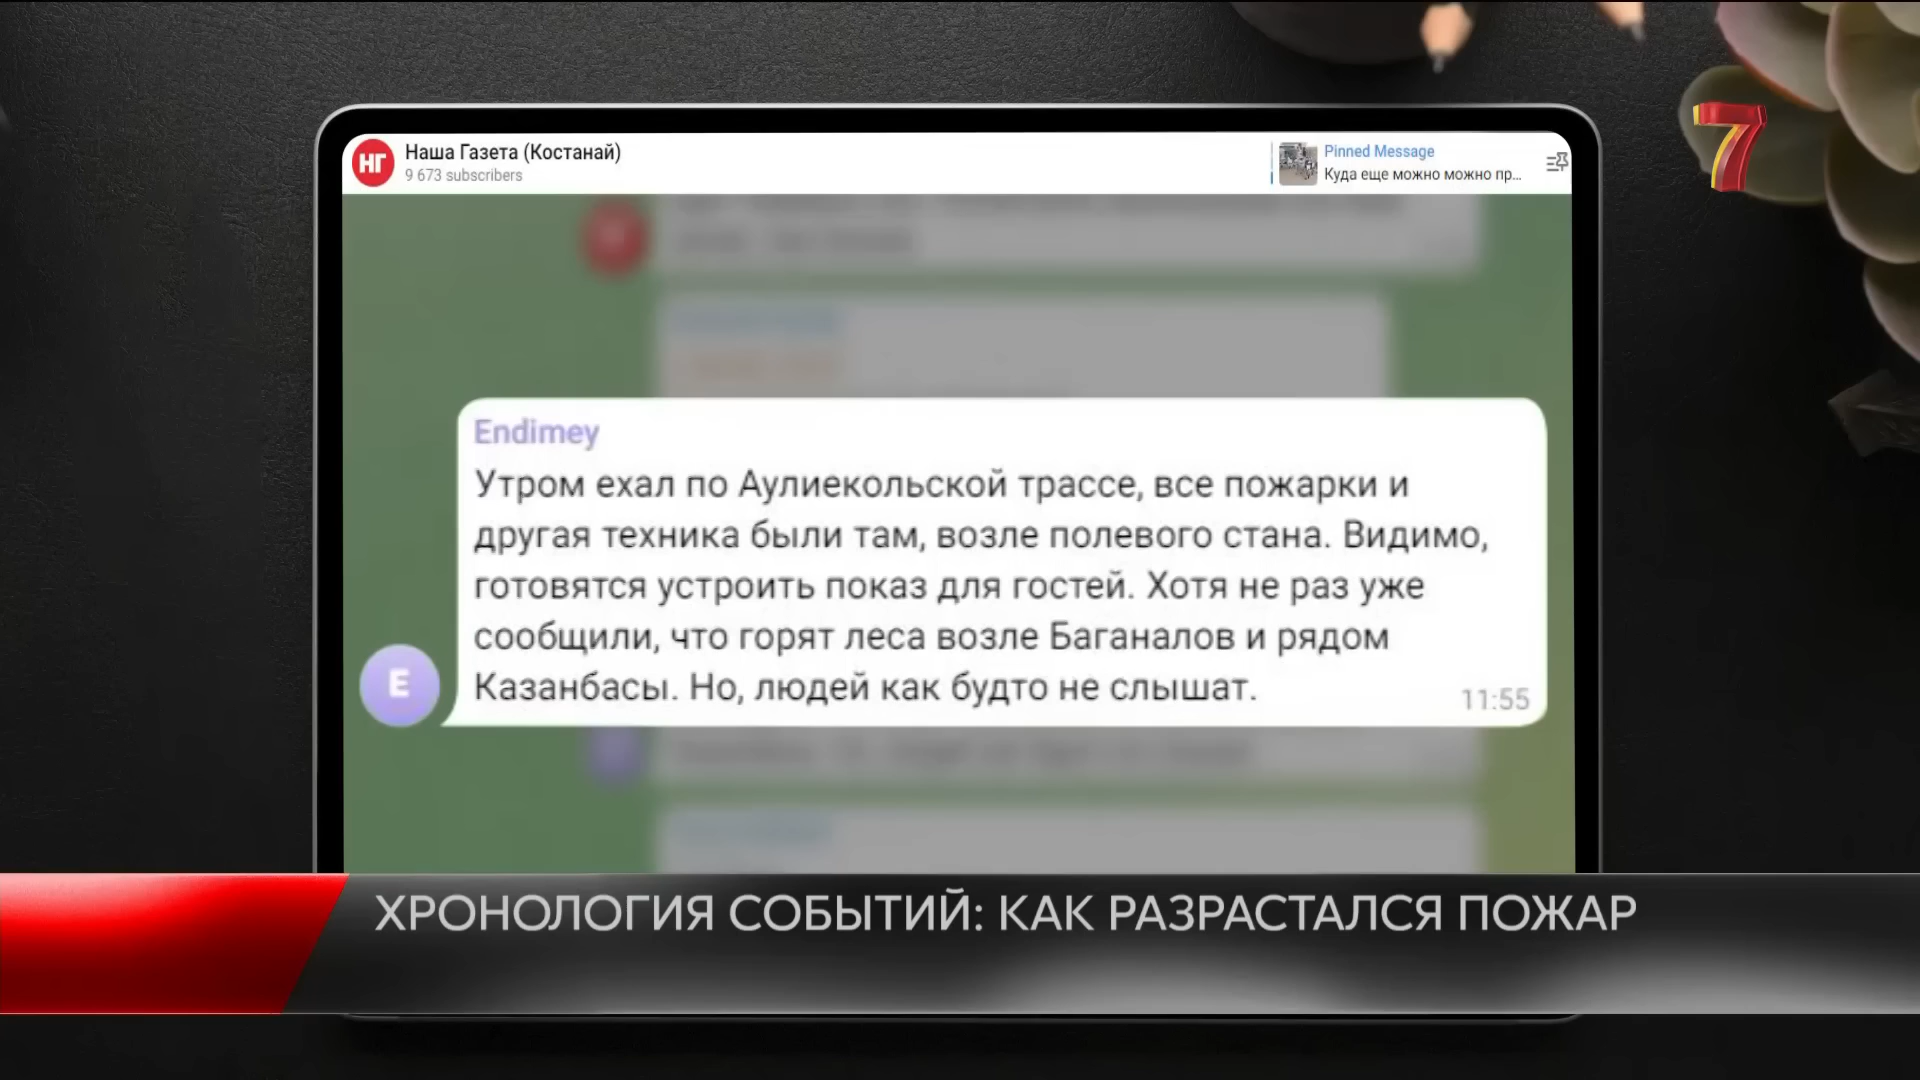 НГ
Наша Газета (Костанай)
9 673 subscribers
Pinned Message
Куда еще можно можно пр...
7
Endimey
Утром ехал по Аулиекольской трассе, все пожарки и
другая техника были там, возле полевого стана. Видимо,
готовятся устроить показ для гостей. Хотя не раз уже
сообщили, что горят леса возле Баганалов и рядом
Казанбасы. Но, людей как будто не слышат.
11:55
E
ХРОНОЛОГИЯ СОБЫТИЙ: КАК РАЗРАСТАЛСЯ ПОЖАР